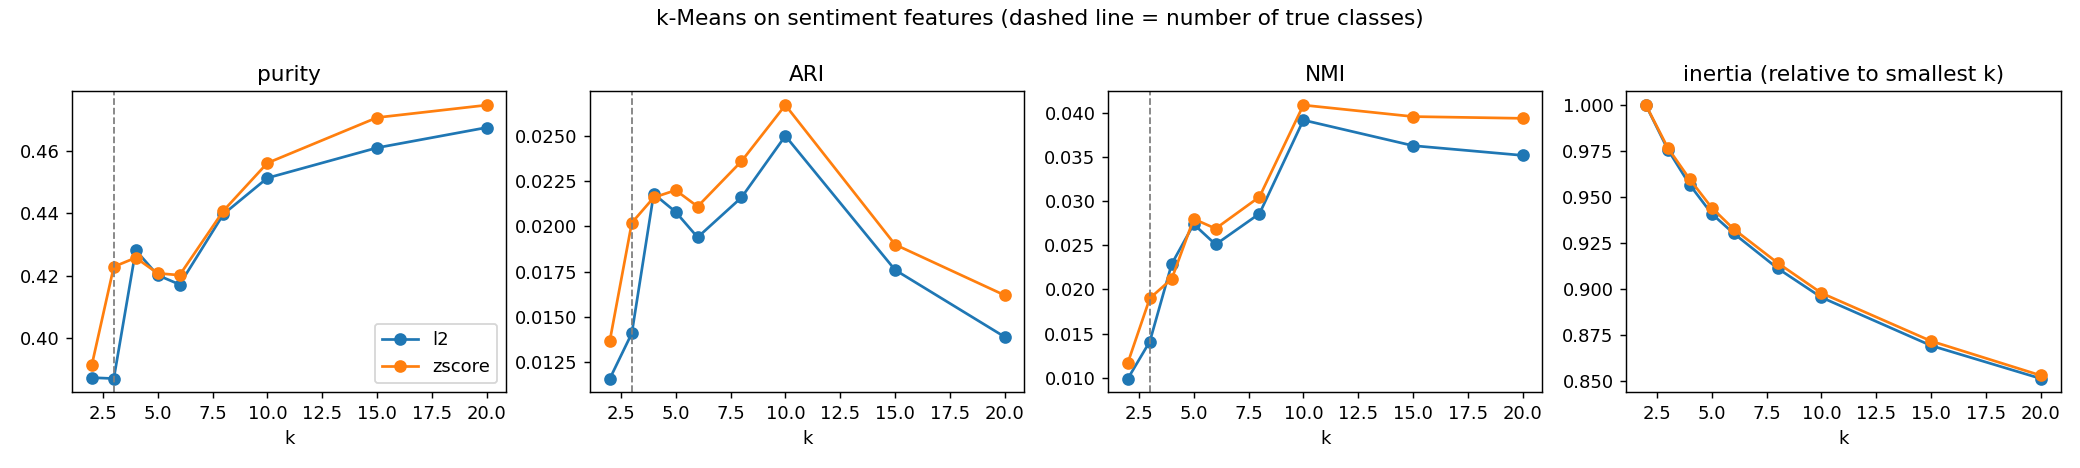 k-Means on sentiment features (dashed line = number of true classes)
purity
0.46
0.44
0.42
0.40
l2
zscore
2.5 5.0 7.5 10.0 12.5 15.0 17.5 20.0
k
ARI
0.0250
0.0225
0.0200
0.0175
0.0150
0.0125
2.5 5.0 7.5 10.0 12.5 15.0 17.5 20.0
k
NMI
0.040
0.035
0.030
0.025
0.020
0.015
0.010
2.5 5.0 7.5 10.0 12.5 15.0 17.5 20.0
k
inertia (relative to smallest k)
1.000
0.975
0.950
0.925
0.900
0.875
0.850
2.5 5.0 7.5 10.0 12.5 15.0 17.5 20.0
k